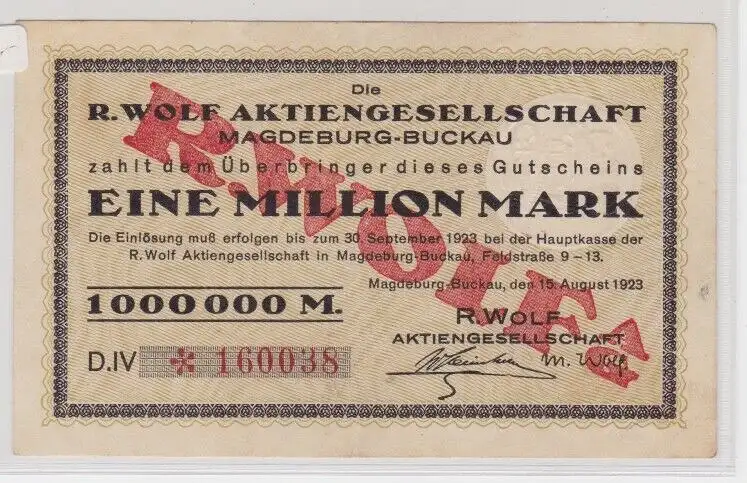 Die
R. WOLF AKTIENGESELLSCHAFT
MAGDEBURG-BUCKAU
zahlt dem Überbringer dieses Gutscheins
EINE MILLION MARK
Die Einlösung muß erfolgen bis zum 30. September 1923 bei der Hauptkasse der
R. Wolf Aktiengesellschaft in Magdeburg-Buckau, Feldstraße 9-13.
Magdeburg-Buckau, den 15. August 1923
1000000 M.
R. WOLF
AKTIENGESELLSCHAFT
D.IV * 160038
M. Wolf
R.WOLF